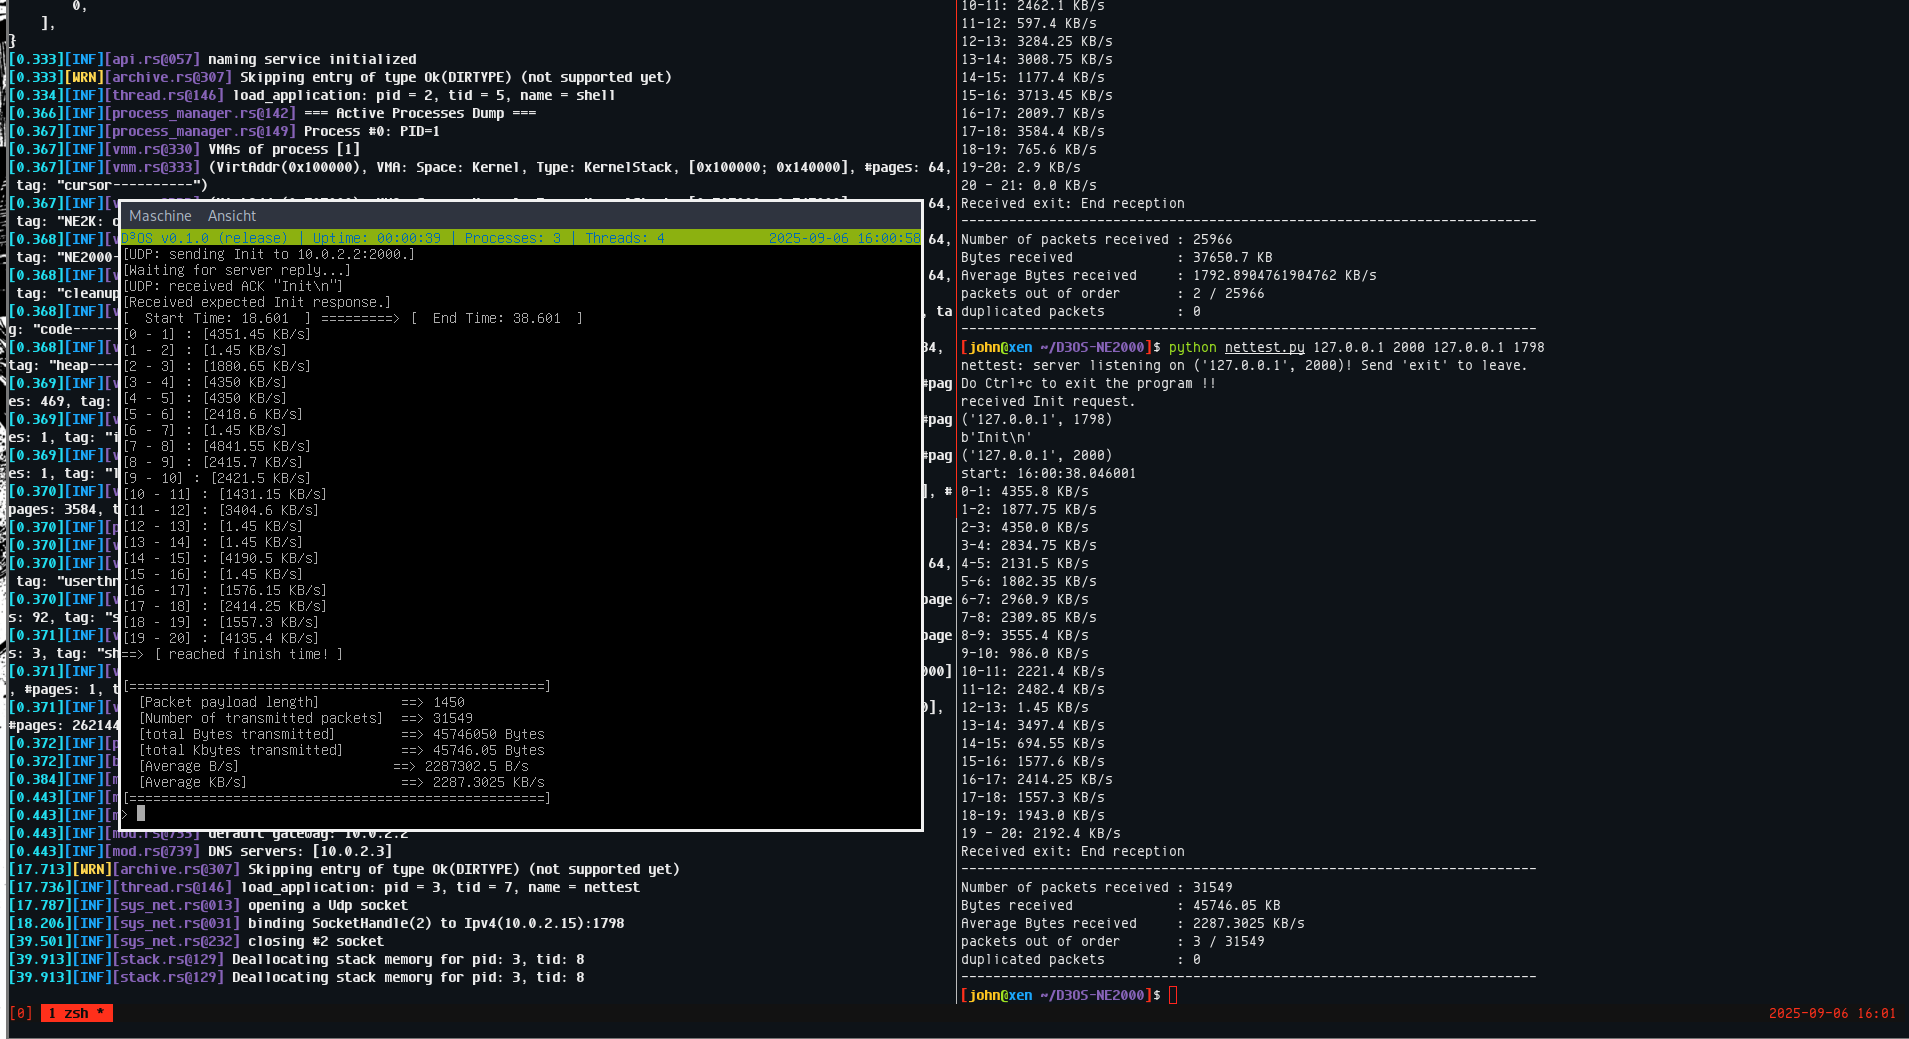 0,
],
}
[0.333][INF][api.rs@057] naming service initialized
[0.333][WRN][archive.rs@307] Skipping entry of type Ok(DIRTYPE) (not supported yet)
[0.334][INF][thread.rs@146] load_application: pid = 2, tid = 5, name = shell
[0.366][INF][process_manager.rs@142] === Active Processes Dump ===
[0.367][INF][process_manager.rs@149] Process #0: PID=1
[0.367][INF][vmm.rs@330] VMAs of process [1]
[0.367][INF][vmm.rs@333] (VirtAddr(0x100000), VMA: Space: Kernel, Type: KernelStack, [0x100000; 0x140000], #pages: 64,
tag: "cursor----------")
[0.367][INF][v
64,
tag: "NE2K:
[0.368][INF][v
64,
tag: "NE2000-
[0.368][INF][v
64,
tag: "cleanup
[0.368][INF][v
, ta
g: "code----
[0.368][INF][v
84,
tag: "heap----
[0.369][INF][v
#pag
es: 469, tag:
[0.369][INF][v
#pag
es: 1, tag: "i
[0.369][INF][v
#pag
es: 1, tag: "l
[0.370][INF][v
], #
pages: 3584, t
[0.370][INF][p
[0.370][INF][v
[0.370][INF][v
64,
tag: "userthr
[0.370][INF][v
page
s: 92, tag: "s
[0.371][INF][v
page
s: 3, tag: "sh
[0.371][INF][v
000]
, #pages: 1, t
[0.371][INF][v
],
#pages: 262144
[0.372][INF][p
[0.372][INF][b
[0.384][INF][m
[0.443][INF][m
[0.443][INF][m
[0.443][INF][mod.rs@735] default gateway: 10.0.2.2
[0.443][INF][mod.rs@739] DNS servers: [10.0.2.3]
[17.713][WRN][archive.rs@307] Skipping entry of type Ok(DIRTYPE) (not supported yet)
[17.736][INF][thread.rs@146] load_application: pid = 3, tid = 7, name = nettest
[17.787][INF][sys_net.rs@013] opening a Udp socket
[18.206][INF][sys_net.rs@031] binding SocketHandle(2) to Ipv4(10.0.2.15):1798
[39.501][INF][sys_net.rs@232] closing #2 socket
[39.913][INF][stack.rs@129] Deallocating stack memory for pid: 3, tid: 8
[39.913][INF][stack.rs@129] Deallocating stack memory for pid: 3, tid: 8
Maschine Ansicht
D³OS v0.1.0 (release) | Uptime: 00:00:39 | Processes: 3 | Threads: 4 2025-09-06 16:00:58
[UDP: sending Init to 10.0.2.2:2000.]
[Waiting for server reply...]
[UDP: received ACK "Init\n"]
[Received expected Init response.]
[ Start Time: 18.601 ] =========> [ End Time: 38.601 ]
[0 - 1] : [4351.45 KB/s]
[1 - 2] : [1.45 KB/s]
[2 - 3] : [1880.65 KB/s]
[3 - 4] : [4350 KB/s]
[4 - 5] : [4350 KB/s]
[5 - 6] : [2418.6 KB/s]
[6 - 7] : [1.45 KB/s]
[7 - 8] : [4841.55 KB/s]
[8 - 9] : [2415.7 KB/s]
[9 - 10] : [2421.5 KB/s]
[10 - 11] : [1431.15 KB/s]
[11 - 12] : [3404.6 KB/s]
[12 - 13] : [1.45 KB/s]
[13 - 14] : [1.45 KB/s]
[14 - 15] : [4190.5 KB/s]
[15 - 16] : [1.45 KB/s]
[16 - 17] : [1576.15 KB/s]
[17 - 18] : [2414.25 KB/s]
[18 - 19] : [1557.3 KB/s]
[19 - 20] : [4135.4 KB/s]
==> [ reached finish time! ]
[====================================================]
[Packet payload length] ==> 1450
[Number of transmitted packets] ==> 31549
[total Bytes transmitted] ==> 45746050 Bytes
[total Kbytes transmitted] ==> 45746.05 Bytes
[Average B/s] ==> 2287302.5 B/s
[Average KB/s] ==> 2287.3025 KB/s
[====================================================]
>
10-11: 2462.1 KB/s
11-12: 597.4 KB/s
12-13: 3284.25 KB/s
13-14: 3008.75 KB/s
14-15: 1177.4 KB/s
15-16: 3713.45 KB/s
16-17: 2009.7 KB/s
17-18: 3584.4 KB/s
18-19: 765.6 KB/s
19-20: 2.9 KB/s
20 - 21: 0.0 KB/s
Received exit: End reception
------------------------------------------------------------------------
Number of packets received : 25966
Bytes received : 37650.7 KB
Average Bytes received : 1792.8904761904762 KB/s
packets out of order : 2 / 25966
duplicated packets : 0
------------------------------------------------------------------------
[john@xen ~/D3OS-NE2000]$ python nettest.py 127.0.0.1 2000 127.0.0.1 1798
nettest: server listening on ('127.0.0.1', 2000)! Send 'exit' to leave.
Do Ctrl+c to exit the program !!
received Init request.
('127.0.0.1', 1798)
b'Init\n'
('127.0.0.1', 2000)
start: 16:00:38.046001
0-1: 4355.8 KB/s
1-2: 1877.75 KB/s
2-3: 4350.0 KB/s
3-4: 2834.75 KB/s
4-5: 2131.5 KB/s
5-6: 1802.35 KB/s
6-7: 2960.9 KB/s
7-8: 2309.85 KB/s
8-9: 3555.4 KB/s
9-10: 986.0 KB/s
10-11: 2221.4 KB/s
11-12: 2482.4 KB/s
12-13: 1.45 KB/s
13-14: 3497.4 KB/s
14-15: 694.55 KB/s
15-16: 1577.6 KB/s
16-17: 2414.25 KB/s
17-18: 1557.3 KB/s
18-19: 1943.0 KB/s
19 - 20: 2192.4 KB/s
Received exit: End reception
------------------------------------------------------------------------
Number of packets received : 31549
Bytes received : 45746.05 KB
Average Bytes received : 2287.3025 KB/s
packets out of order : 3 / 31549
duplicated packets : 0
------------------------------------------------------------------------
[john@xen ~/D3OS-NE2000]$
[0] 1 zsh * 2025-09-06 16:01